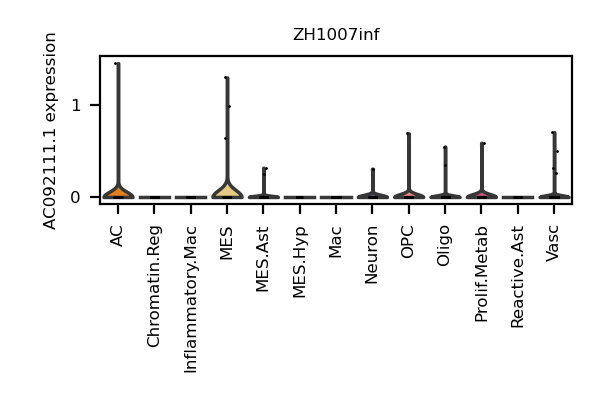 ZH1007inf
AC092111.1 expression
1
0
AC
Chromatin.Reg
Inflammatory.Mac
MES
MES.Ast
MES.Hyp
Mac
Neuron
OPC
Oligo
Prolif.Metab
Reactive.Ast
Vasc